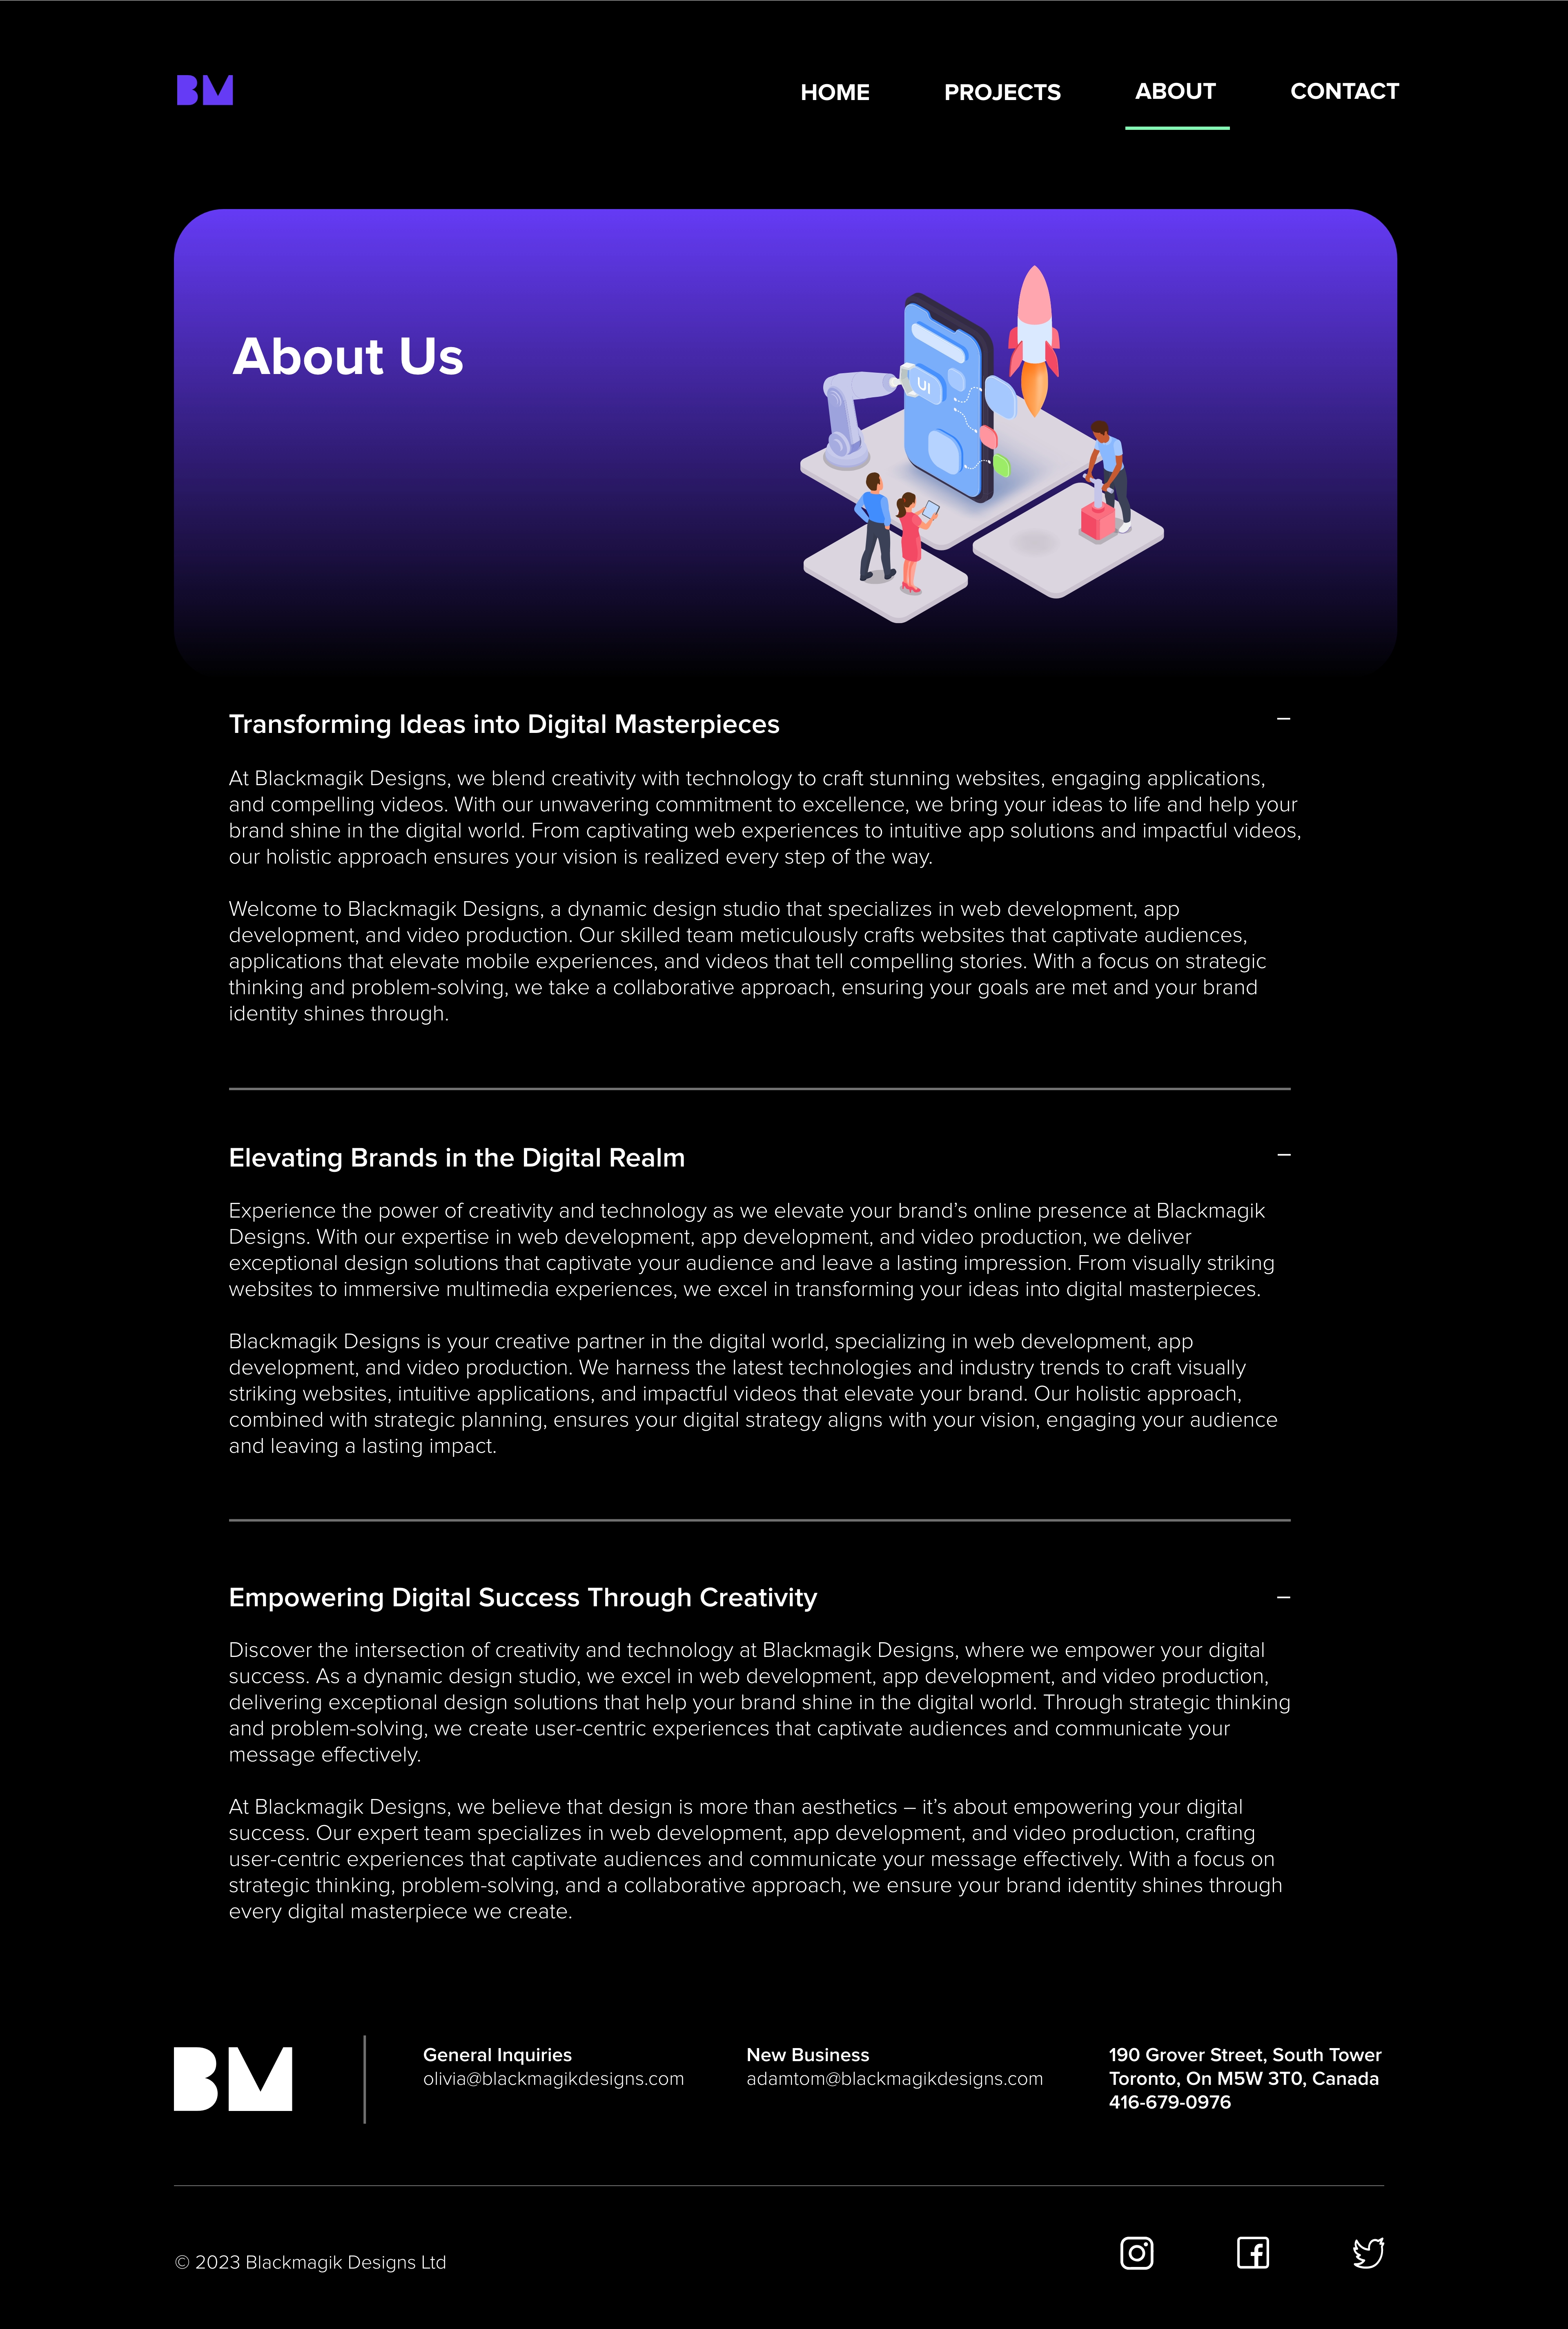 BM
HOME
PROJECTS
ABOUT
CONTACT
About Us
UI
Transforming Ideas into Digital Masterpieces
–
At Blackmagik Designs, we blend creativity with technology to craft stunning websites, engaging applications,
and compelling videos. With our unwavering commitment to excellence, we bring your ideas to life and help your
brand shine in the digital world. From captivating web experiences to intuitive app solutions and impactful videos,
our holistic approach ensures your vision is realized every step of the way.
Welcome to Blackmagik Designs, a dynamic design studio that specializes in web development, app
development, and video production. Our skilled team meticulously crafts websites that captivate audiences,
applications that elevate mobile experiences, and videos that tell compelling stories. With a focus on strategic
thinking and problem-solving, we take a collaborative approach, ensuring your goals are met and your brand
identity shines through.
Elevating Brands in the Digital Realm
–
Experience the power of creativity and technology as we elevate your brand’s online presence at Blackmagik
Designs. With our expertise in web development, app development, and video production, we deliver
exceptional design solutions that captivate your audience and leave a lasting impression. From visually striking
websites to immersive multimedia experiences, we excel in transforming your ideas into digital masterpieces.
Blackmagik Designs is your creative partner in the digital world, specializing in web development, app
development, and video production. We harness the latest technologies and industry trends to craft visually
striking websites, intuitive applications, and impactful videos that elevate your brand. Our holistic approach,
combined with strategic planning, ensures your digital strategy aligns with your vision, engaging your audience
and leaving a lasting impact.
Empowering Digital Success Through Creativity
–
Discover the intersection of creativity and technology at Blackmagik Designs, where we empower your digital
success. As a dynamic design studio, we excel in web development, app development, and video production,
delivering exceptional design solutions that help your brand shine in the digital world. Through strategic thinking
and problem-solving, we create user-centric experiences that captivate audiences and communicate your
message effectively.
At Blackmagik Designs, we believe that design is more than aesthetics – it’s about empowering your digital
success. Our expert team specializes in web development, app development, and video production, crafting
user-centric experiences that captivate audiences and communicate your message effectively. With a focus on
strategic thinking, problem-solving, and a collaborative approach, we ensure your brand identity shines through
every digital masterpiece we create.
BM
General Inquiries
olivia@blackmagikdesigns.com
New Business
adamtom@blackmagikdesigns.com
190 Grover Street, South Tower
Toronto, On M5W 3T0, Canada
416-679-0976
© 2023 Blackmagik Designs Ltd